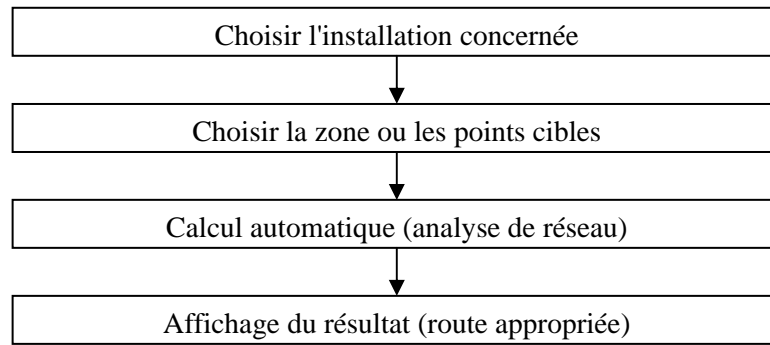 Choisir l'installation concernée
Choisir la zone ou les points cibles
Calcul automatique (analyse de réseau)
Affichage du résultat (route appropriée)